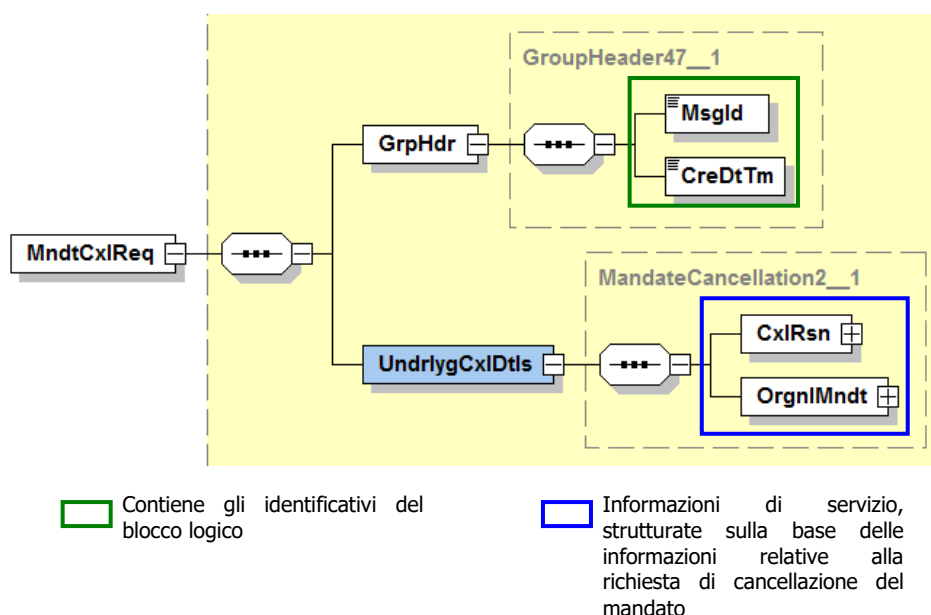 GroupHeader47__1
MsgId
GrpHdr
CreDtTm
MndtCxlReq
MandateCancellation2__1
CxlRsn
UndrlygCxlDtls
OrgnlMndt
Contiene gli identificativi del
blocco logico
Informazioni di servizio,
strutturate sulla base delle
informazioni relative alla
richiesta di cancellazione del
mandato